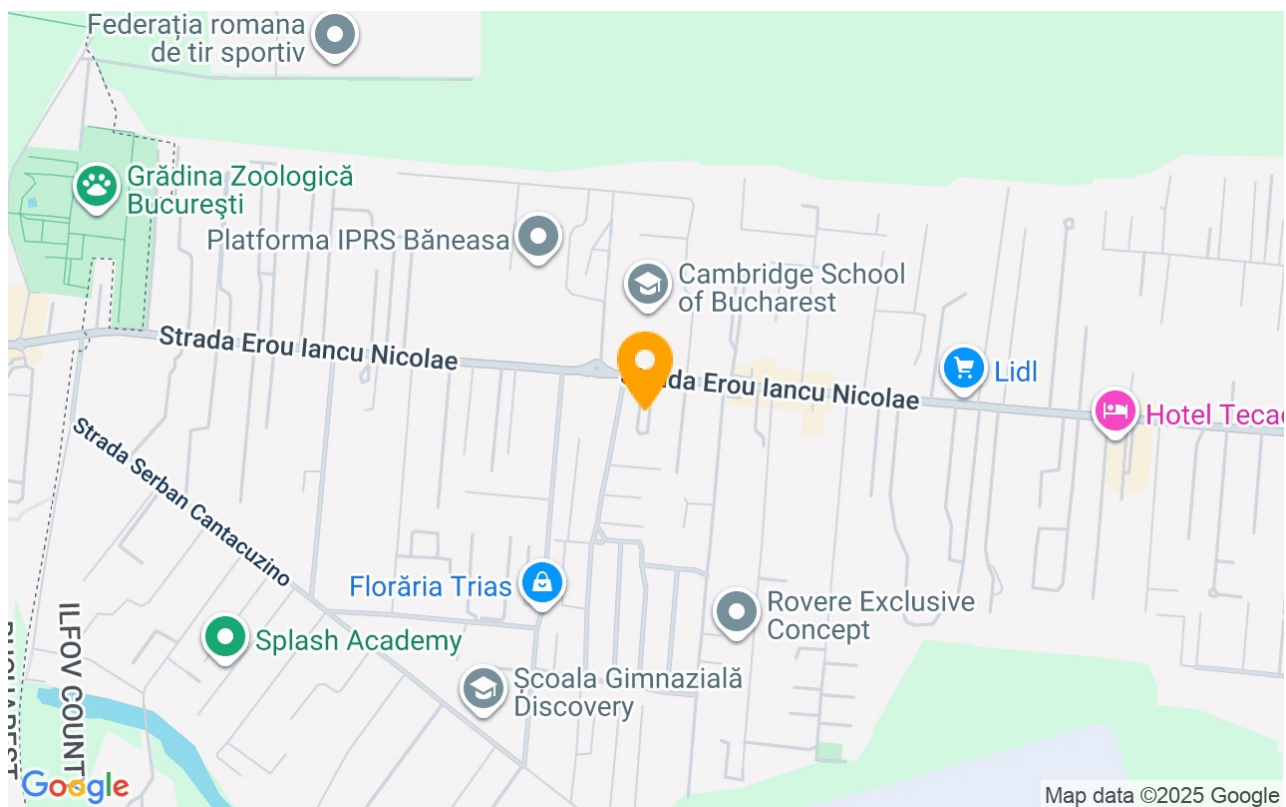 Federația romana
de tir sportiv
Grădina Zoologică
București
Platforma IPRS Băneasa
Cambridge School
of Bucharest
Strada Erou Iancu Nicolae
Strada Erou Iancu Nicolae
Lidl
Hotel Teca
Strada Serban Cantacuzino
Florăria Trias
Rovere Exclusive
Concept
Splash Academy
Școala Gimnazială
Discovery
ILFOV COUNT
BUCHAREST
Google
Map data ©2025 Google